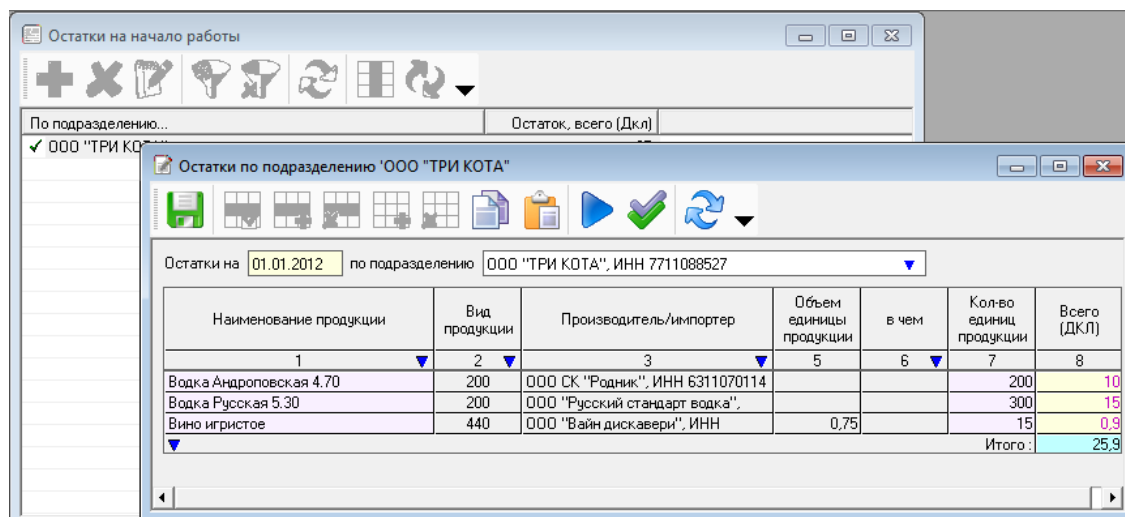 Остатки на начало работы
По подразделению...
Остаток, всего (Дкл)
ООО "ТРИ
Остатки по подразделению 'ООО "ТРИ КОТА"
Остатки на 01.01.2012 по подразделению ООО "ТРИ КОТА", ИНН 7711088527
Наименование продукции
Вид
продукции
Производитель/импортер
Объем
единицы
продукции
в чем
Кол-во
единиц
продукции
Всего
(ДКЛ)
1 2 3 5 6 7 8
Водка Андроповская 4.70 200 ООО СК "Родник", ИНН 6311070114 200 10
Водка Русская 5.30 200 ООО "Русский стандарт водка", 300 15
Вино игристое 440 ООО "Вайн дискавери", ИНН 0,75 15 0,9
Итого : 25,9